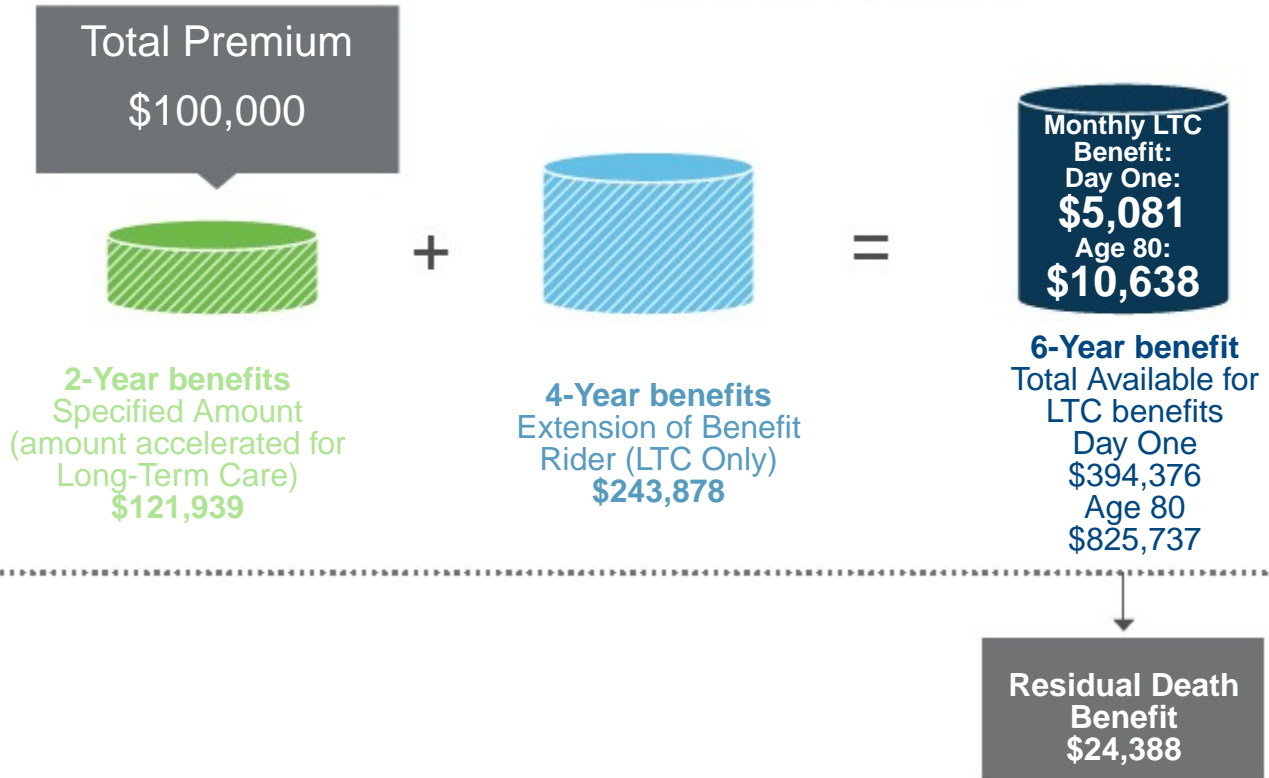 Total Premium
$100,000
+
=
Monthly LTC
Benefit:
Day One:
$5,081
Age 80:
$10,638
2-Year benefits
Specified Amount
(amount accelerated for
Long-Term Care)
$121,939
4-Year benefits
Extension of Benefit
Rider (LTC Only)
$243,878
6-Year benefit
Total Available for
LTC benefits
Day One
$394,376
Age 80
$825,737
Residual Death
Benefit
$24,388